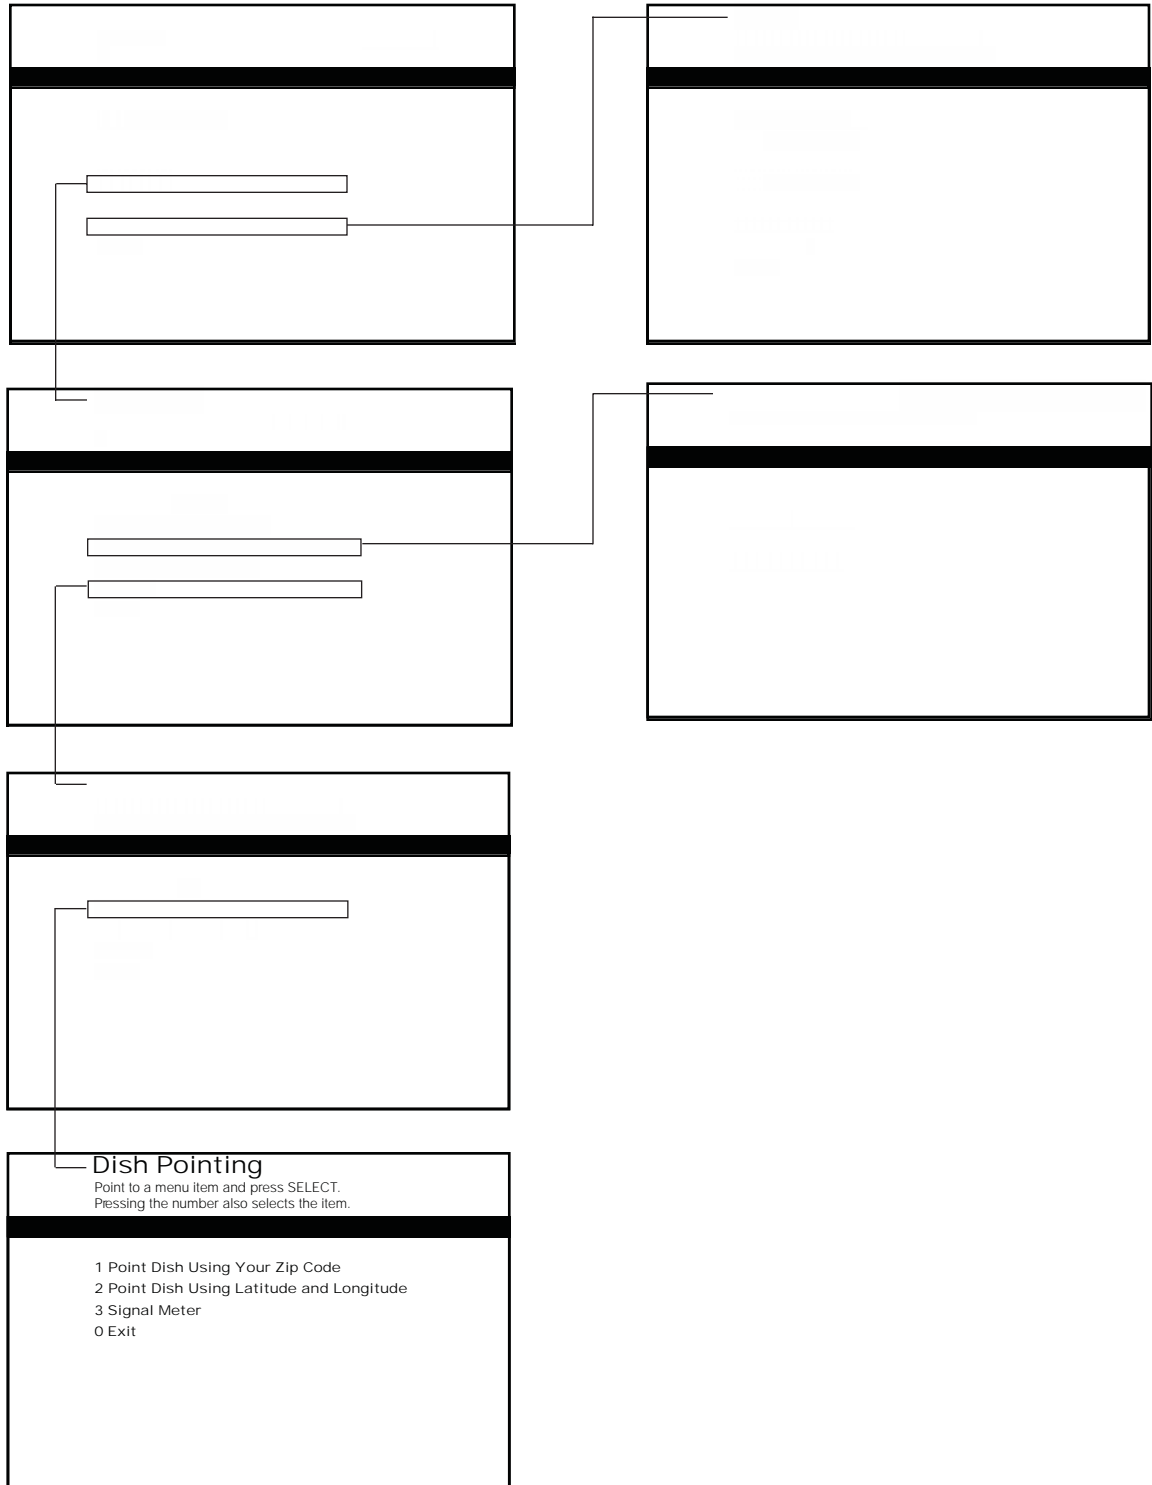 Dish Pointing
Point to a menu item and press SELECT.
Pressing the number also selects the item.
1 Point Dish Using Your Zip Code
2 Point Dish Using Latitude and Longitude
3 Signal Meter
0 Exit